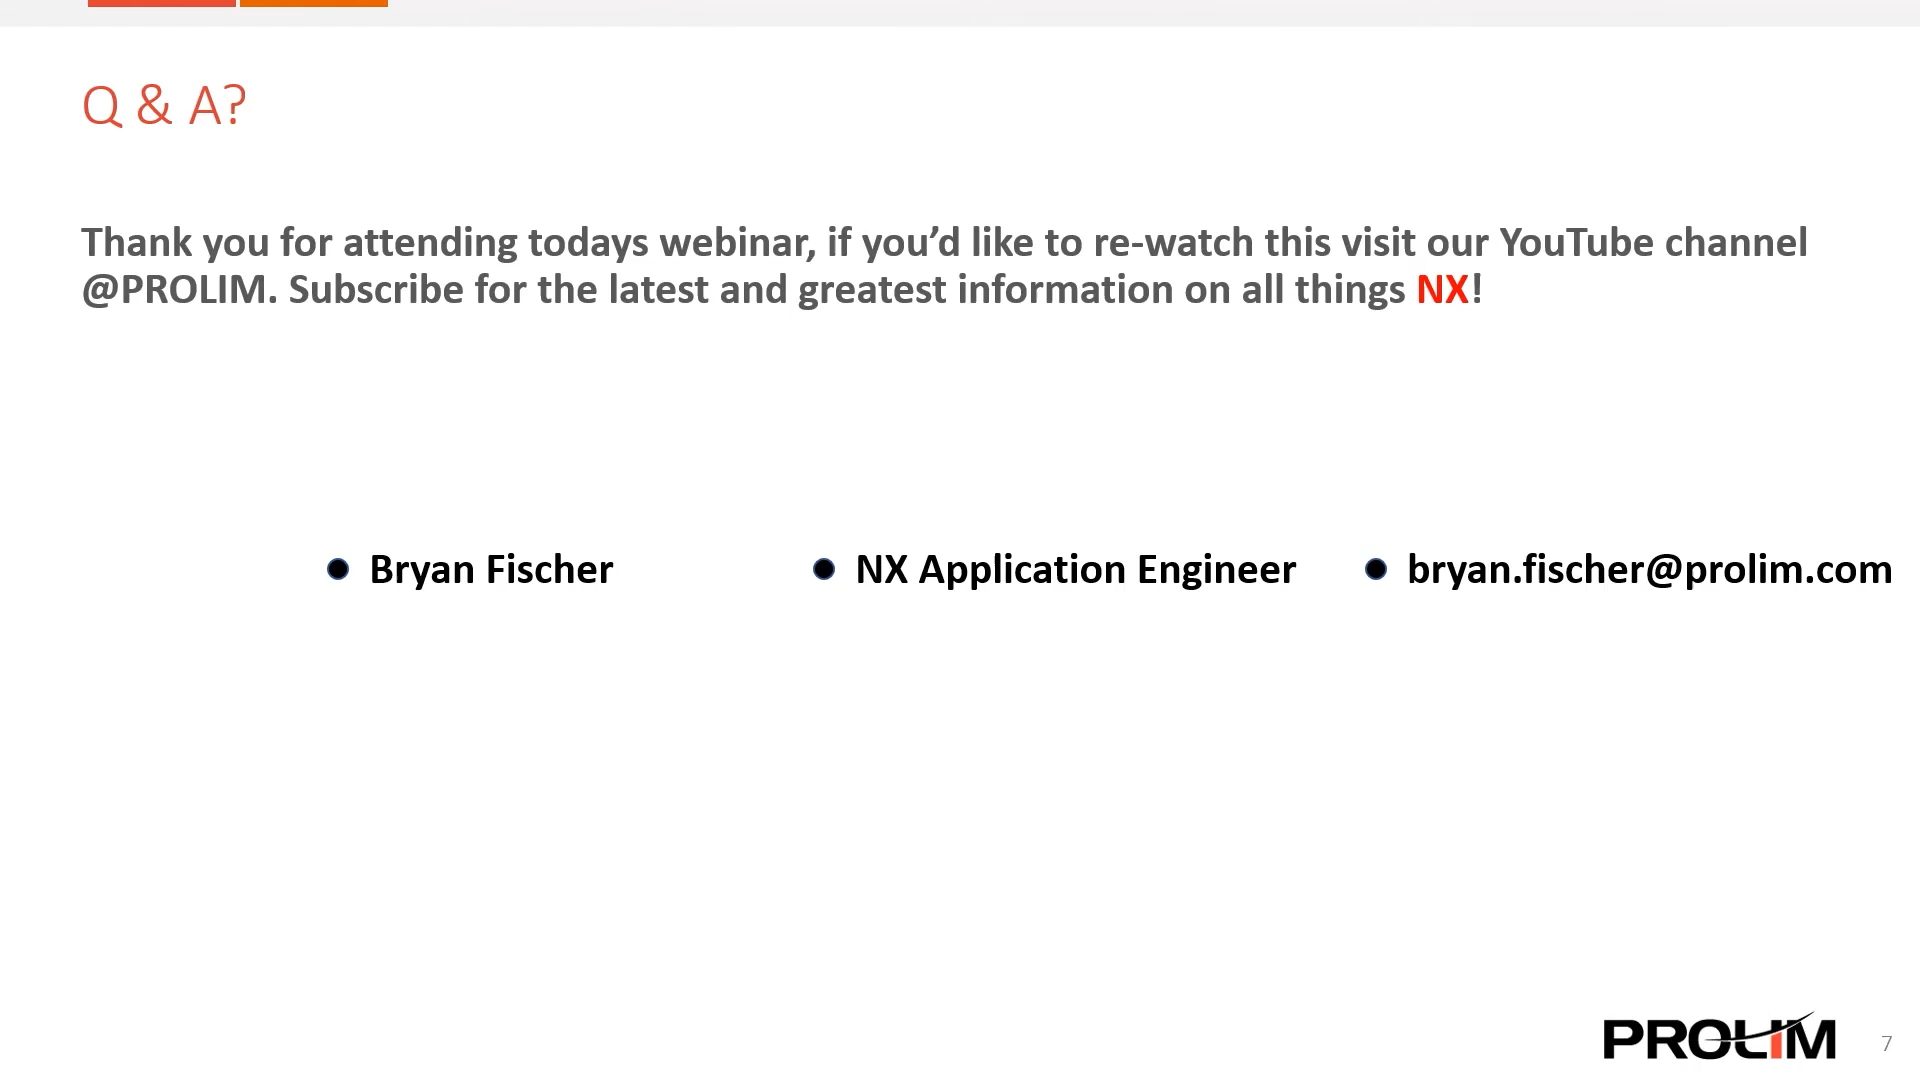 Q & A?
Thank you for attending todays webinar, if you’d like to re-watch this visit our YouTube channel
@PROLIM. Subscribe for the latest and greatest information on all things NX!
Bryan Fischer
NX Application Engineer
bryan.fischer@prolim.com
PROLIM
7